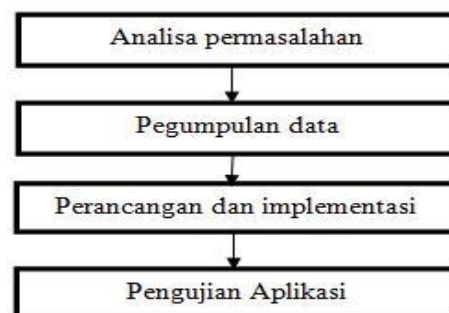 Analisa permasalahan
Pegumpulan data
Perancangan dan implementasi
Pengujian Aplikasi